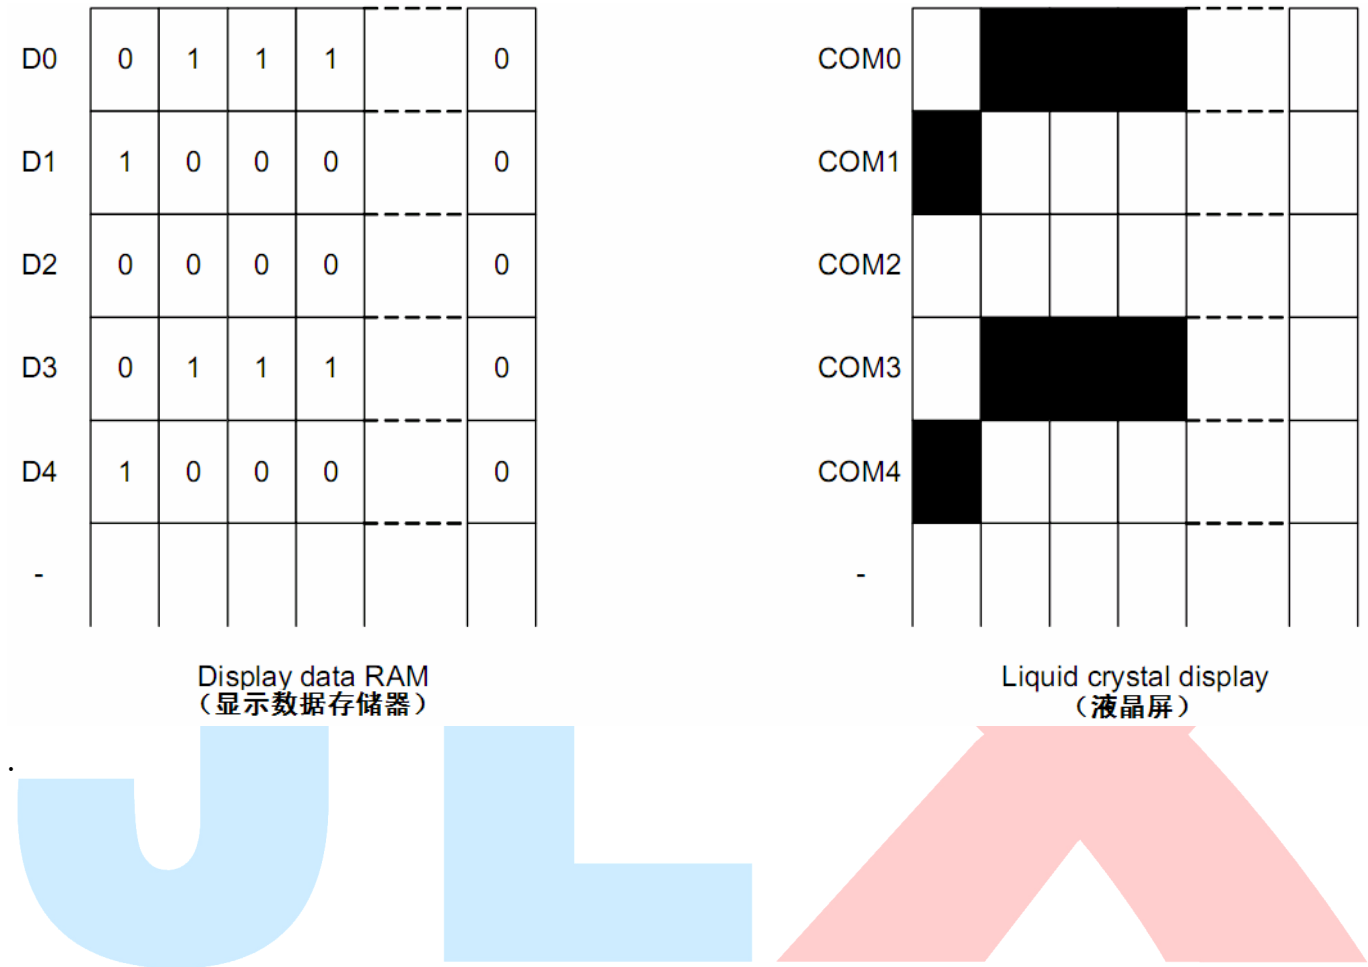 D0 0 1 1 1 0 COM0
D1 1 0 0 0 0 COM1
D2 0 0 0 0 0 COM2
D3 0 1 1 1 0 COM3
D4 1 0 0 0 0 COM4
- -
Display data RAM Liquid crystal display
（显示数据存储器） （液晶屏）
.
JLX